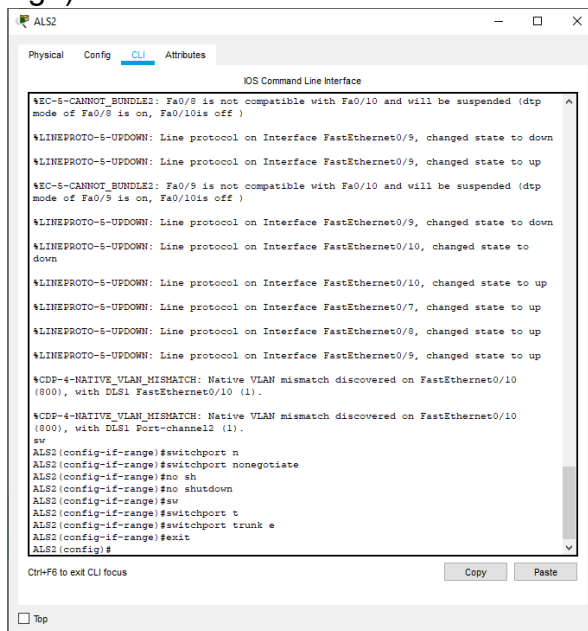 ALS2
Physical Config CLI Attributes
IOS Command Line Interface
%EC-5-CANNOT_BUNDLE2: Fa0/8 is not compatible with Fa0/10 and will be suspended (dtp
mode of Fa0/8 is on, Fa0/10is off )
%LINEPROTO-5-UPDOWN: Line protocol on Interface FastEthernet0/9, changed state to down
%LINEPROTO-5-UPDOWN: Line protocol on Interface FastEthernet0/9, changed state to up
%EC-5-CANNOT_BUNDLE2: Fa0/9 is not compatible with Fa0/10 and will be suspended (dtp
mode of Fa0/9 is on, Fa0/10is off )
%LINEPROTO-5-UPDOWN: Line protocol on Interface FastEthernet0/9, changed state to down
%LINEPROTO-5-UPDOWN: Line protocol on Interface FastEthernet0/10, changed state to
down
%LINEPROTO-5-UPDOWN: Line protocol on Interface FastEthernet0/10, changed state to up
%LINEPROTO-5-UPDOWN: Line protocol on Interface FastEthernet0/7, changed state to up
%LINEPROTO-5-UPDOWN: Line protocol on Interface FastEthernet0/8, changed state to up
%LINEPROTO-5-UPDOWN: Line protocol on Interface FastEthernet0/9, changed state to up
%CDP-4-NATIVE_VLAN_MISMATCH: Native VLAN mismatch discovered on FastEthernet0/10
(800), with DLS1 FastEthernet0/10 (1).
%CDP-4-NATIVE_VLAN_MISMATCH: Native VLAN mismatch discovered on FastEthernet0/10
(800), with DLS1 Port-channel2 (1).
sw
ALS2(config-if-range)#switchport n
ALS2(config-if-range)#switchport nonegotiate
ALS2(config-if-range)#no sh
ALS2(config-if-range)#no shutdown
ALS2(config-if-range)#sw
ALS2(config-if-range)#switchport t
ALS2(config-if-range)#switchport trunk e
ALS2(config-if-range)#exit
ALS2(config)#
Ctrl+F6 to exit CLI focus
Copy Paste
Top